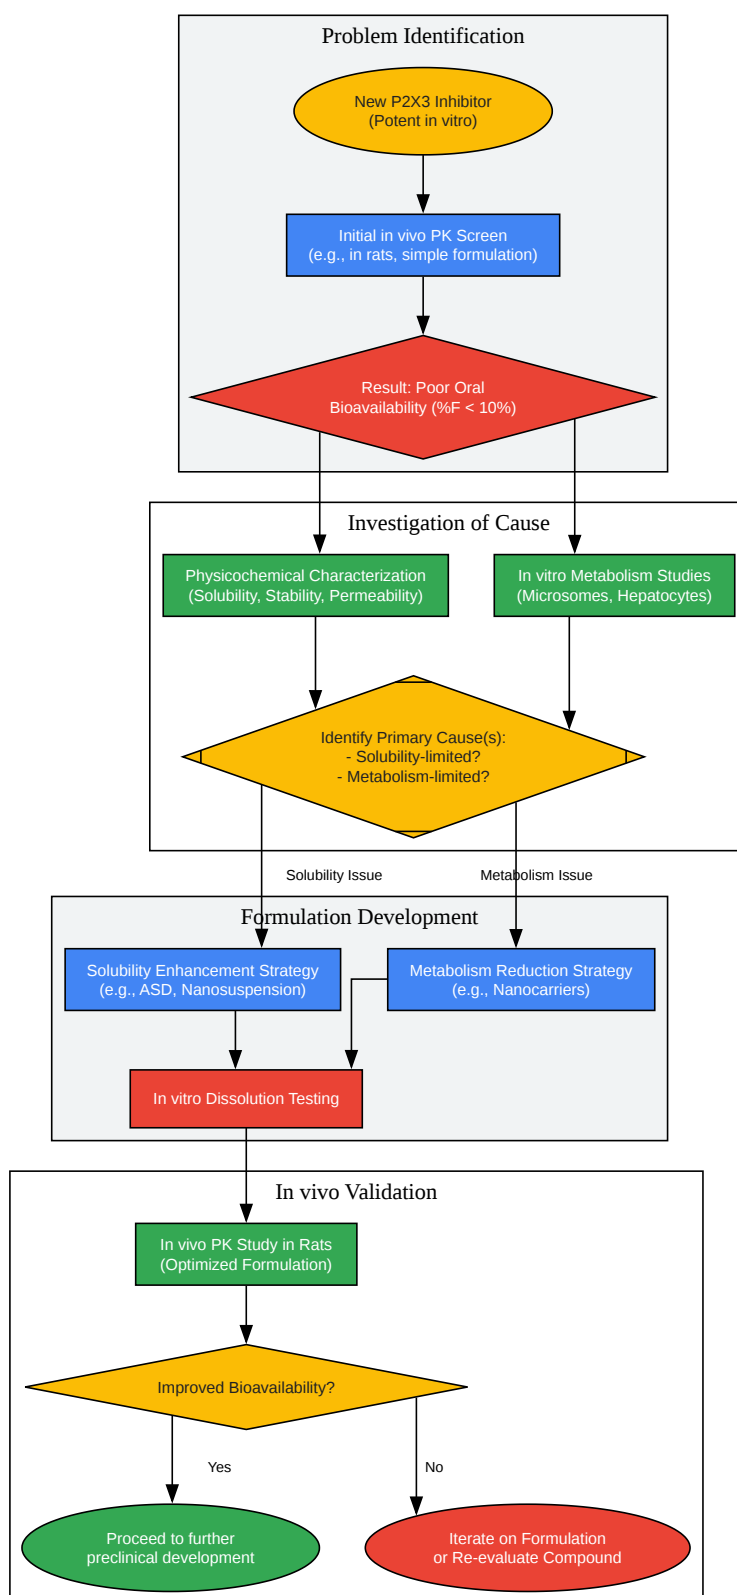 Problem Identification
New P2X3 Inhibitor
(Potent in vitro)
Initial in vivo PK Screen
(e.g., in rats, simple formulation)
Result: Poor Oral
Bioavailability (%F < 10%)
Investigation of Cause
Physicochemical Characterization
(Solubility, Stability, Permeability)
In vitro Metabolism Studies
(Microsomes, Hepatocytes)
Identify Primary Cause(s):
- Solubility-limited?
- Metabolism-limited?
Solubility Issue
Metabolism Issue
Formulation Development
Solubility Enhancement Strategy
(e.g., ASD, Nanosuspension)
Metabolism Reduction Strategy
(e.g., Nanocarriers)
In vitro Dissolution Testing
In vivo Validation
In vivo PK Study in Rats
(Optimized Formulation)
Improved Bioavailability?
Yes
No
Proceed to further
preclinical development
Iterate on Formulation
or Re-evaluate Compound